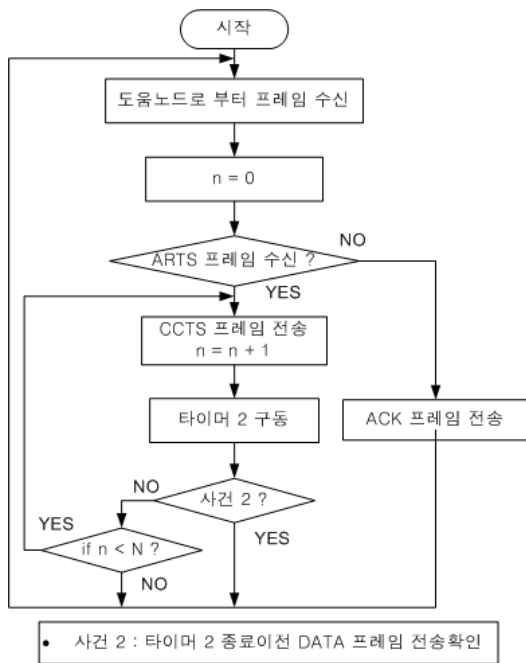 시작
도움노드로 부터 프레임 수신
n = 0
ARTS 프레임 수신 ?
NO
YES
CCTS 프레임 전송
n = n + 1
타이머 2 구동
ACK 프레임 전송
사건 2 ?
NO
YES
YES
if n < N ?
NO
• 사건 2 : 타이머 2 종료이전 DATA 프레임 전송확인